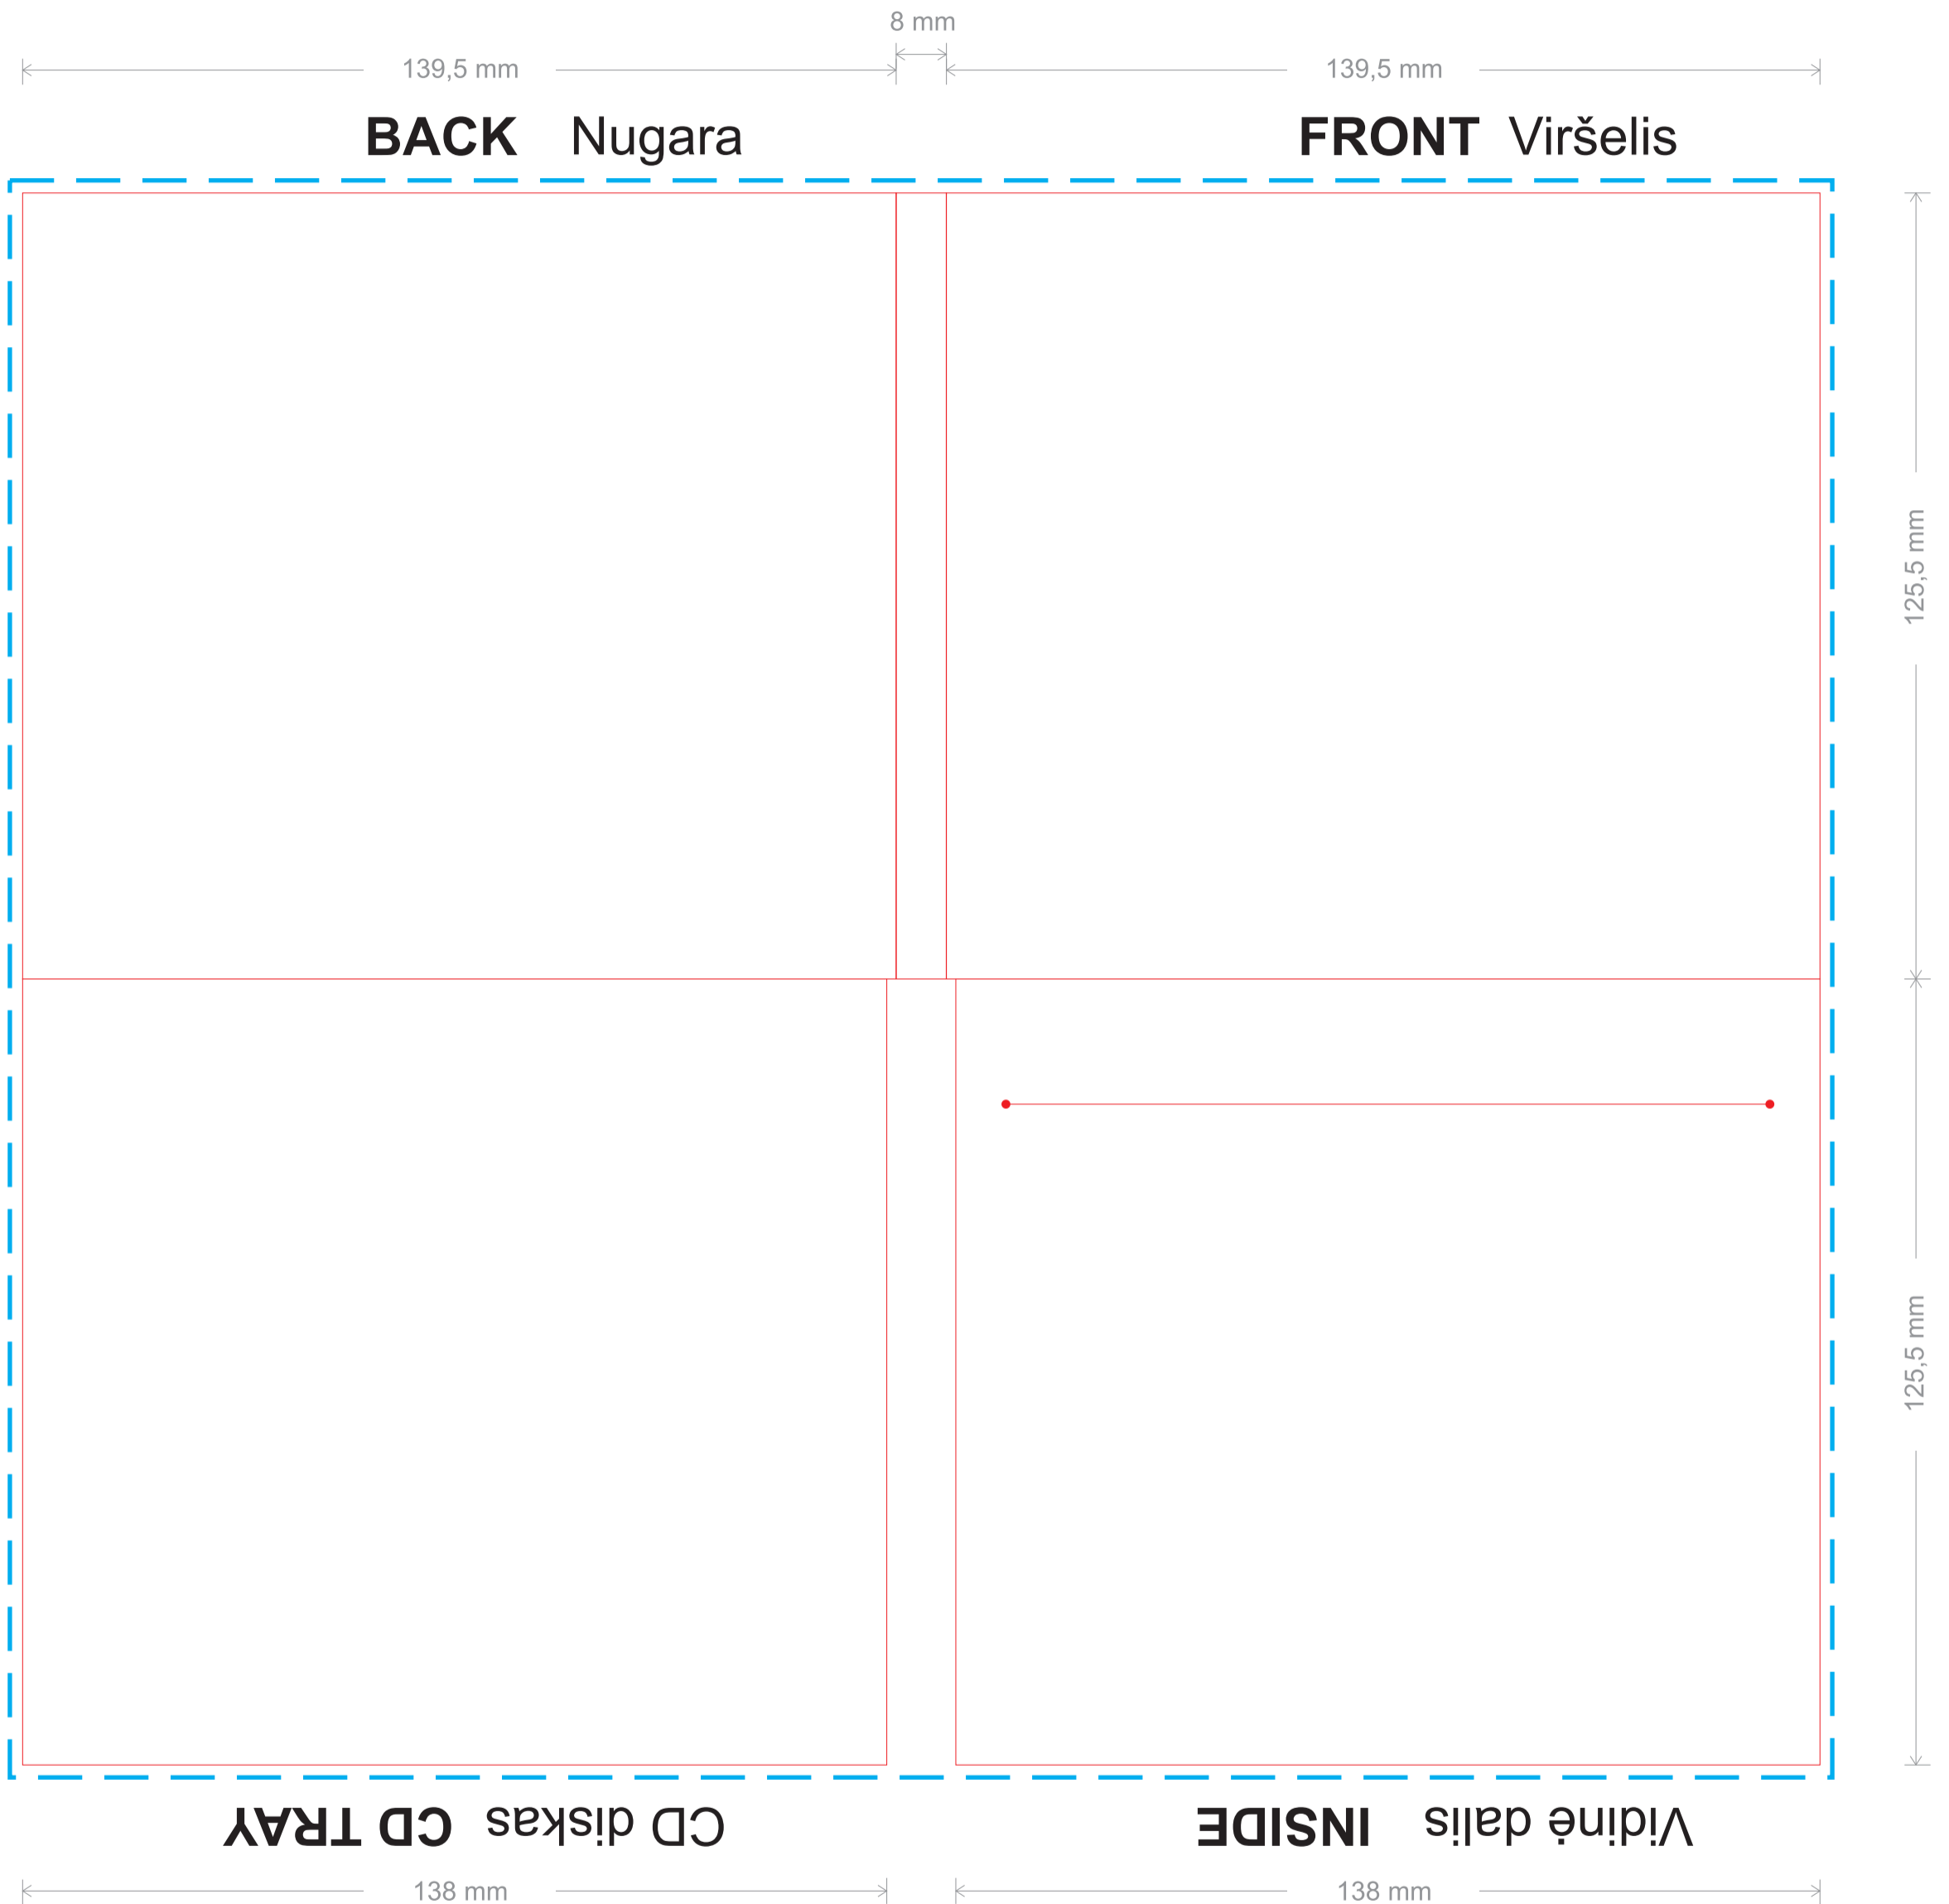 8 mm
139,5 mm
139,5 mm
BACK Nugara
FRONT Viršelis
125,5 mm
125,5 mm
CD diskas CD TRAY
Vidinė dalis INSIDE
138 mm
138 mm